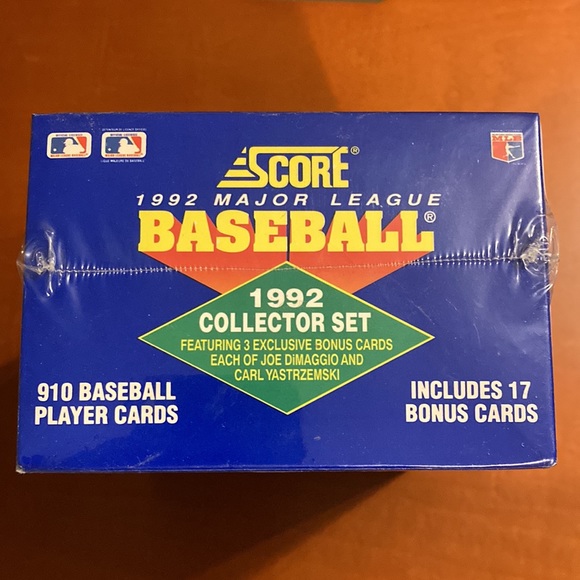 SCORE®
1992 MAJOR LEAGUE
BASEBALL®
1992
COLLECTOR SET
FEATURING 3 EXCLUSIVE BONUS CARDS
EACH OF JOE DiMAGGIO AND
CARL YASTRZEMSKI
910 BASEBALL
PLAYER CARDS
INCLUDES 17
BONUS CARDS